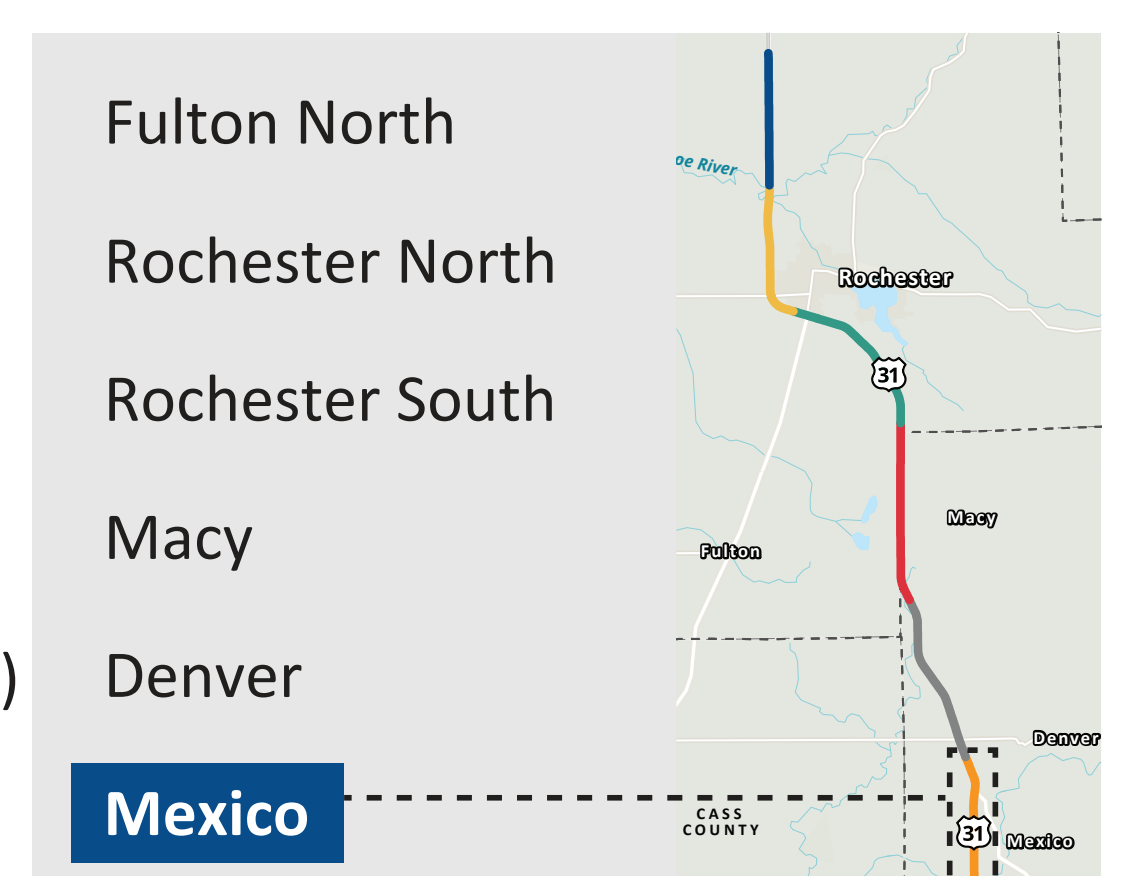 Fulton North
Rochester North
Rochester South
Macy
)
Denver
Mexico
oe River
Rochester
31
Macy
Fulton
Denver
CASS
COUNTY
31
Mexico